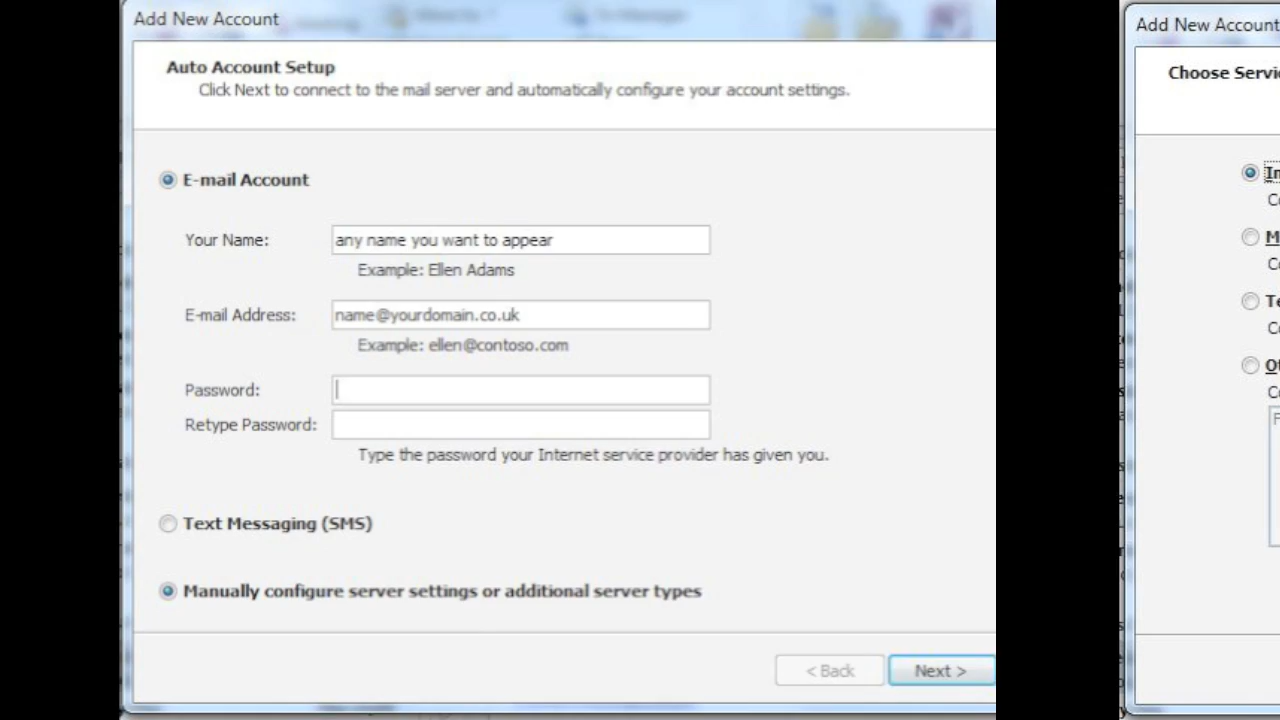 Add New Account
Auto Account Setup
Click Next to connect to the mail server and automatically configure your account settings.
E-mail Account
Your Name: any name you want to appear
Example: Ellen Adams
E-mail Address: name@yourdomain.co.uk
Example: ellen@contoso.com
Password:
Retype Password:
Type the password your Internet service provider has given you.
Text Messaging (SMS)
Manually configure server settings or additional server types
< Back Next >
Add New Account
Choose